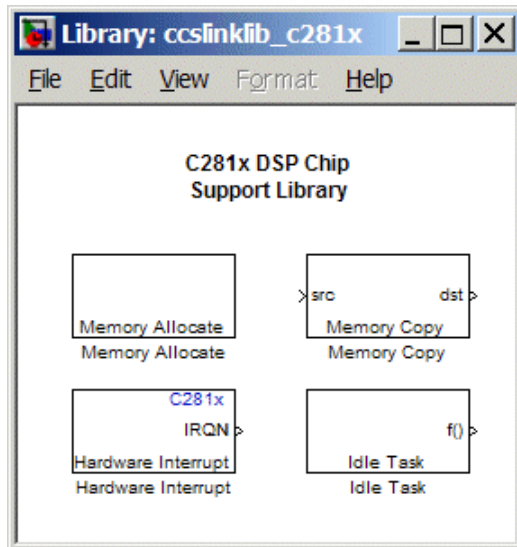 Library: ccslinklib_c281x
File Edit View Format Help
C281x DSP Chip
Support Library
Memory Allocate
Memory Allocate
src dst
Memory Copy
Memory Copy
C281x
IRQN
Hardware Interrupt
Hardware Interrupt
f()
Idle Task
Idle Task